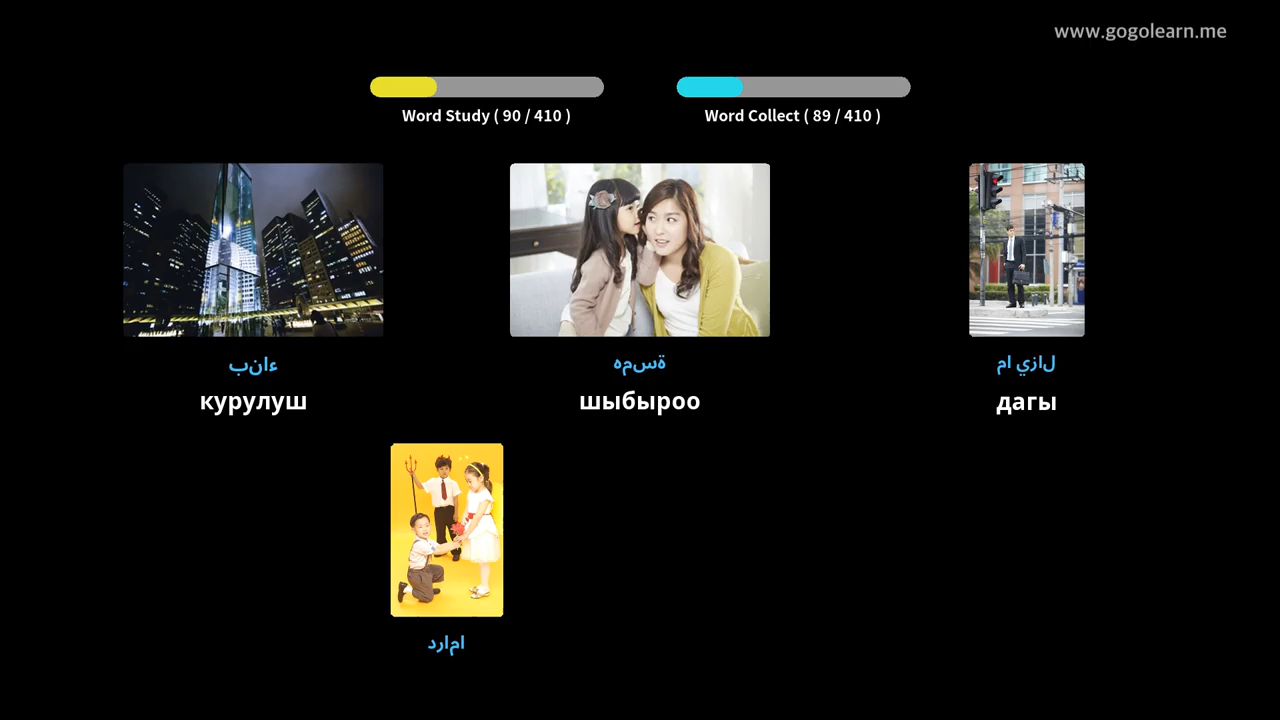 www.gogolearn.me
Word Study ( 90 / 410 )
Word Collect ( 89 / 410 )
ءانب
курулуш
ةسمه
шыбыроо
لازي ام
дагы
امارد